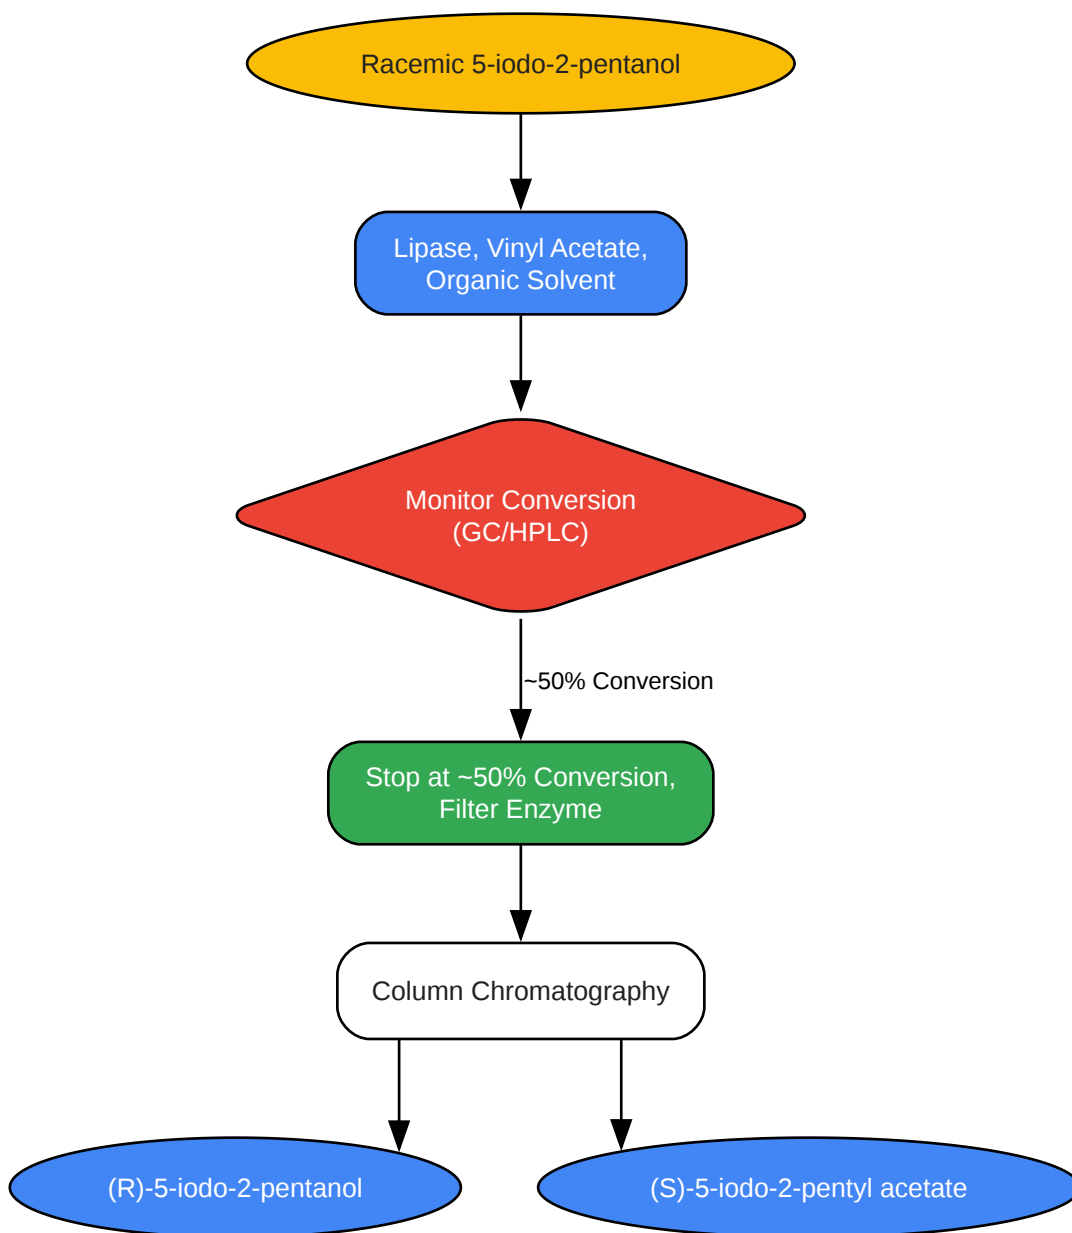 Racemic 5-iodo-2-pentanol
Lipase, Vinyl Acetate,
Organic Solvent
Monitor Conversion
(GC/HPLC)
~50% Conversion
Stop at ~50% Conversion,
Filter Enzyme
Column Chromatography
(R)-5-iodo-2-pentanol
(S)-5-iodo-2-pentyl acetate